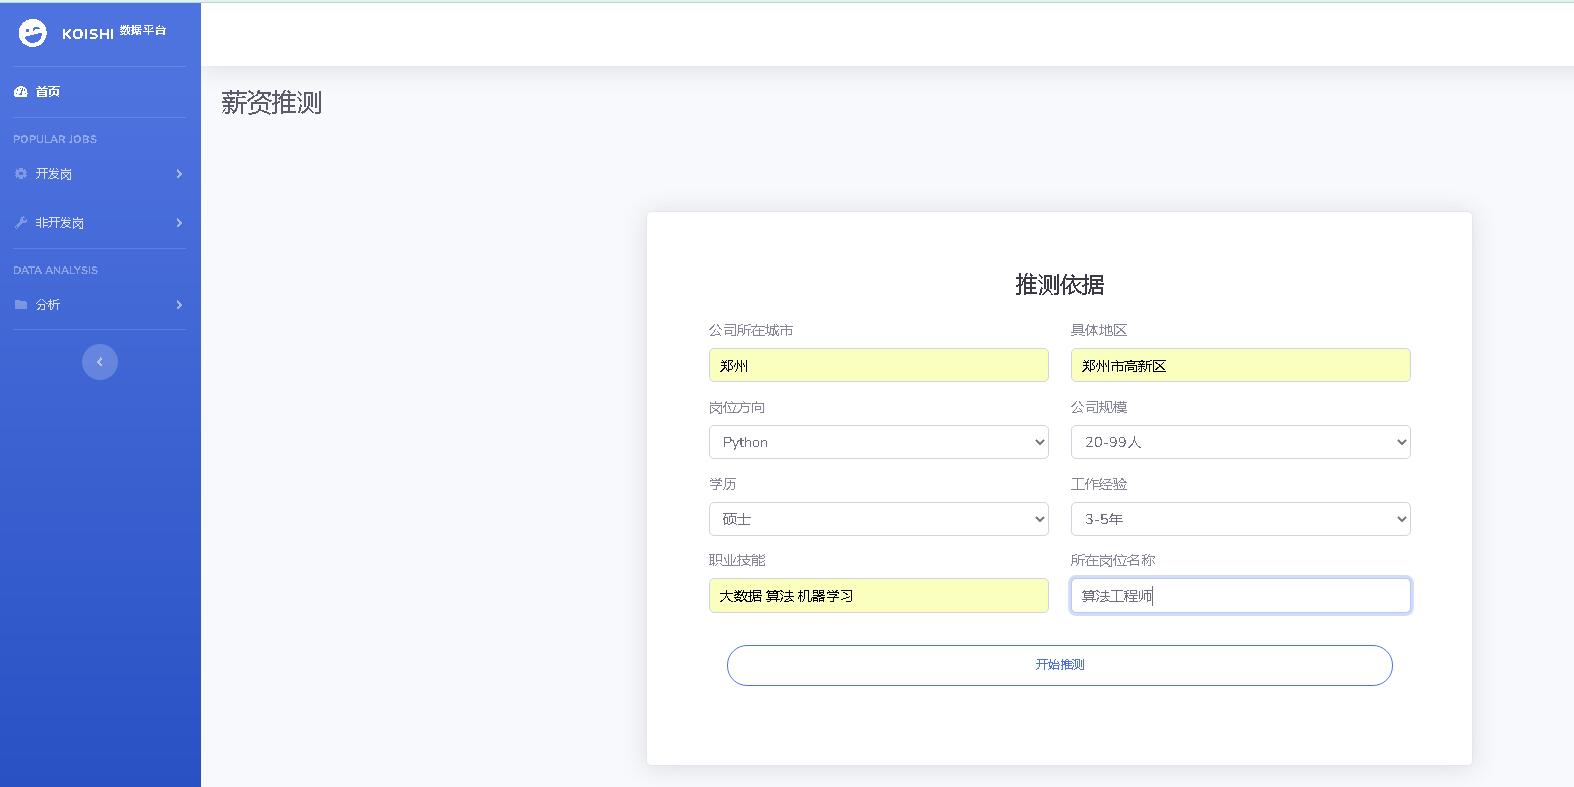 KOISHI 数据平台
首页
POPULAR JOBS
开发岗
非开发岗
DATA ANALYSIS
分析
薪资推测
推测依据
公司所在城市 具体地区
郑州 郑州市高新区
岗位方向 公司规模
Python 20-99人
学历 工作经验
硕士 3-5年
职业技能 所在岗位名称
大数据 算法 机器学习 算法工程师
开始推测